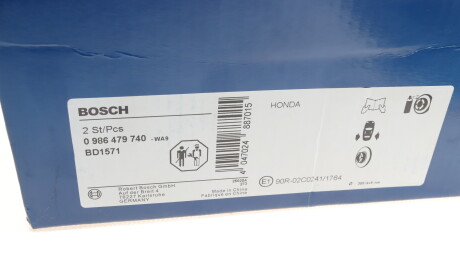 BOSCH
2 St/Pcs
0 986 479 740 -WA9
BD1571
HONDA
4 047024 887015
BOSCH
Robert Bosch GmbH
Auf der Breit 4
76227 Karlsruhe
GERMANY
Made in China
Fabriqué en Chine
E1 90R-02C0241/1764